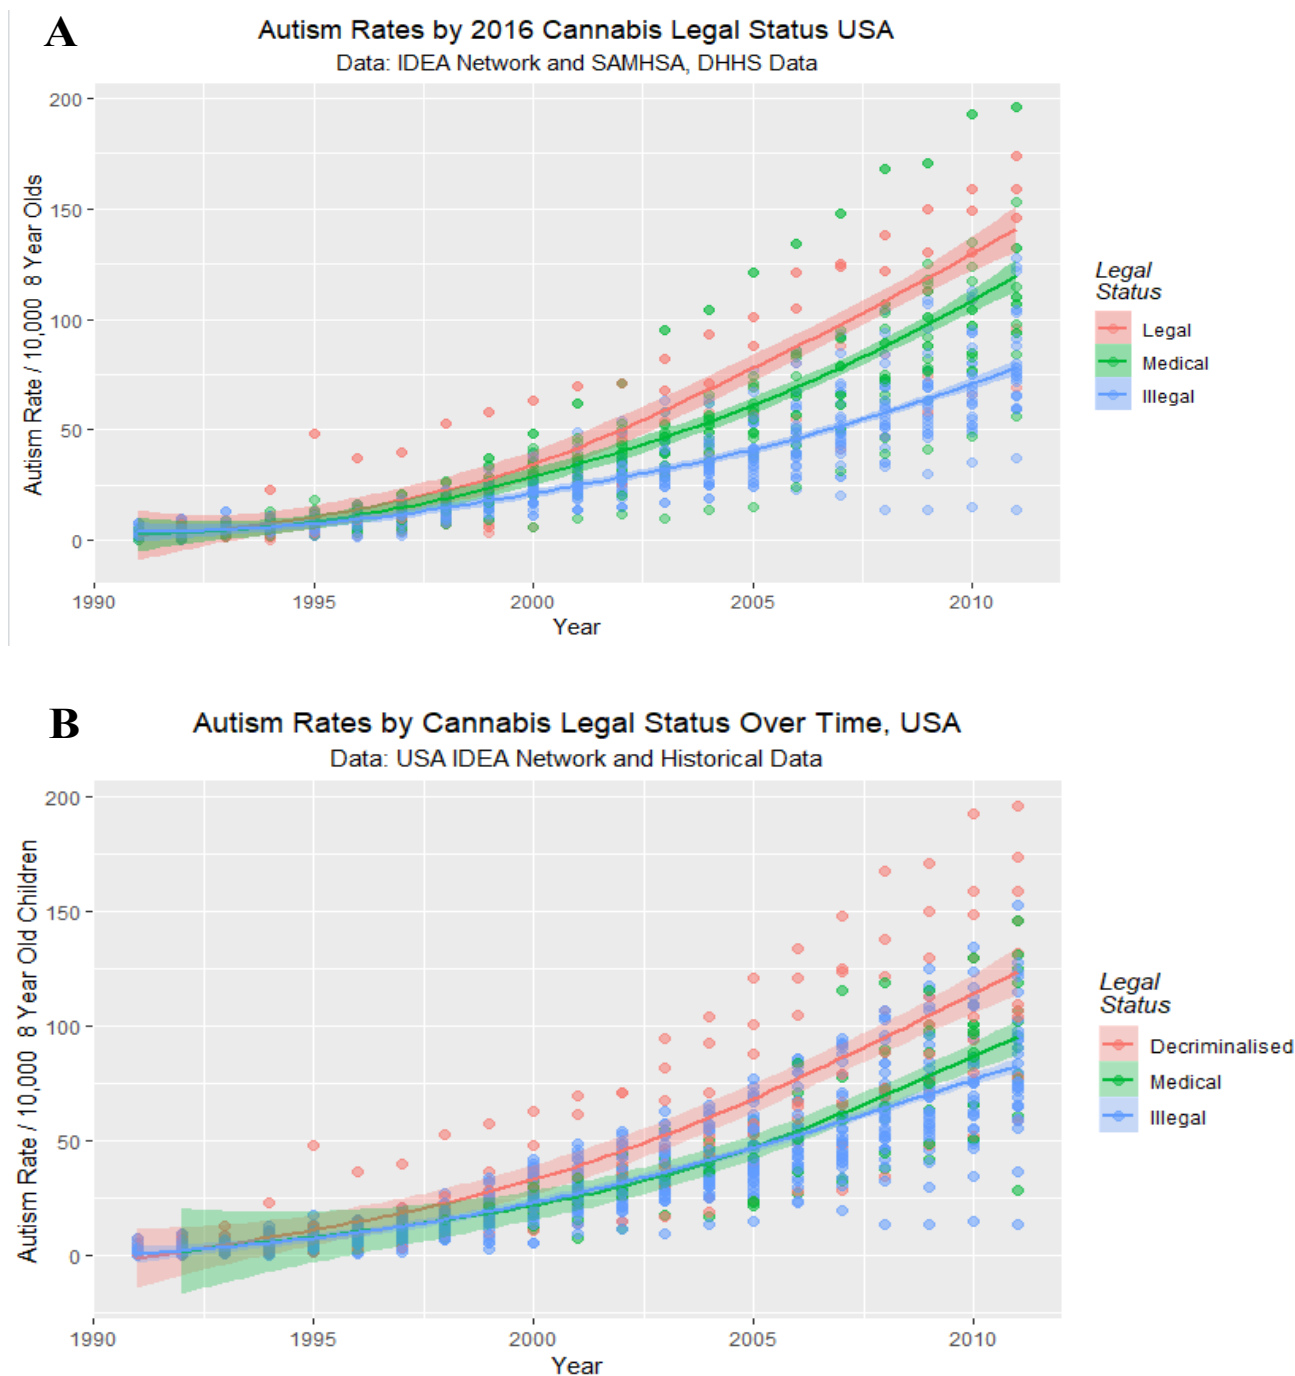 A
Autism Rates by 2016 Cannabis Legal Status USA
Data: IDEA Network and SAMHSA, DHHS Data
Autism Rate / 10,000  8 Year Olds
200
150
100
50
0
1990
1995
2000
2005
2010
Year
Legal
Status
Legal
Medical
Illegal
B
Autism Rates by Cannabis Legal Status Over Time, USA
Data: USA IDEA Network and Historical Data
Autism Rate / 10,000  8 Year Old Children
200
150
100
50
0
1990
1995
2000
2005
2010
Year
Legal
Status
Decriminalised
Medical
Illegal